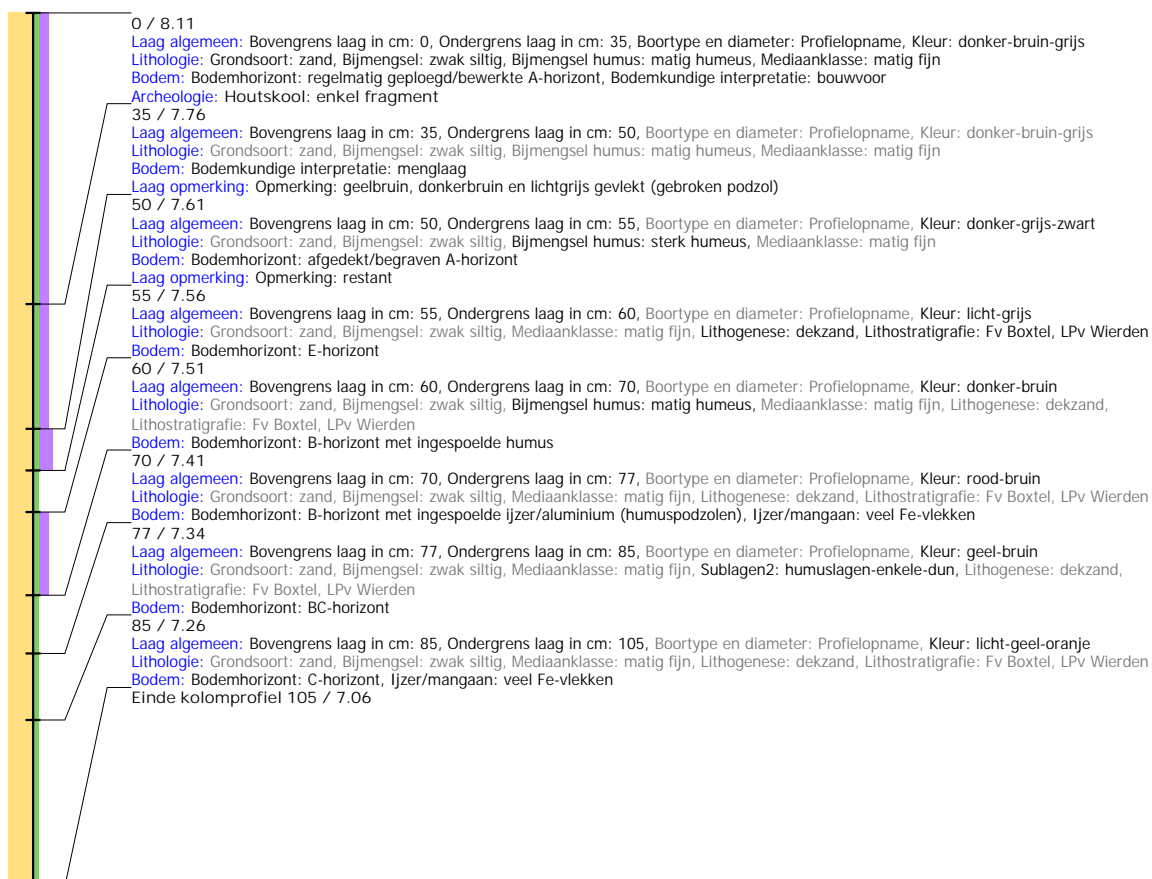 0 / 8.11
Laag algemeen: Bovengrens laag in cm: 0, Ondergrens laag in cm: 35, Boortype en diameter: Profielopname, Kleur: donker-bruin-grijs
Lithologie: Grondsoort: zand, Bijmengsel: zwak siltig, Bijmengsel humus: matig humeus, Mediaanklasse: matig fijn
Bodem: Bodemhorizont: regelmatig geploegd/bewerkte A-horizont, Bodemkundige interpretatie: bouwvoor
Archeologie: Houtskool: enkel fragment
35 / 7.76
Laag algemeen: Bovengrens laag in cm: 35, Ondergrens laag in cm: 50, Boortype en diameter: Profielopname, Kleur: donker-bruin-grijs
Lithologie: Grondsoort: zand, Bijmengsel: zwak siltig, Bijmengsel humus: matig humeus, Mediaanklasse: matig fijn
Bodem: Bodemkundige interpretatie: menglaag
Laag opmerking: Opmerking: geelbruin, donkerbruin en lichtgrijs gevlekt (gebroken podzol)
50 / 7.61
Laag algemeen: Bovengrens laag in cm: 50, Ondergrens laag in cm: 55, Boortype en diameter: Profielopname, Kleur: donker-grijs-zwart
Lithologie: Grondsoort: zand, Bijmengsel: zwak siltig, Bijmengsel humus: sterk humeus, Mediaanklasse: matig fijn
Bodem: Bodemhorizont: afgedekt/begraven A-horizont
Laag opmerking: Opmerking: restant
55 / 7.56
Laag algemeen: Bovengrens laag in cm: 55, Ondergrens laag in cm: 60, Boortype en diameter: Profielopname, Kleur: licht-grijs
Lithologie: Grondsoort: zand, Bijmengsel: zwak siltig, Mediaanklasse: matig fijn, Lithogenese: dekzand, Lithostratigrafie: Fv Boxtel, LPv Wierden
Bodem: Bodemhorizont: E-horizont
60 / 7.51
Laag algemeen: Bovengrens laag in cm: 60, Ondergrens laag in cm: 70, Boortype en diameter: Profielopname, Kleur: donker-bruin
Lithologie: Grondsoort: zand, Bijmengsel: zwak siltig, Bijmengsel humus: matig humeus, Mediaanklasse: matig fijn, Lithogenese: dekzand,
Lithostratigrafie: Fv Boxtel, LPv Wierden
Bodem: Bodemhorizont: B-horizont met ingespoelde humus
70 / 7.41
Laag algemeen: Bovengrens laag in cm: 70, Ondergrens laag in cm: 77, Boortype en diameter: Profielopname, Kleur: rood-bruin
Lithologie: Grondsoort: zand, Bijmengsel: zwak siltig, Mediaanklasse: matig fijn, Lithogenese: dekzand, Lithostratigrafie: Fv Boxtel, LPv Wierden
Bodem: Bodemhorizont: B-horizont met ingespoelde ijzer/aluminium (humuspodzolen), Ijzer/mangaan: veel Fe-vlekken
77 / 7.34
Laag algemeen: Bovengrens laag in cm: 77, Ondergrens laag in cm: 85, Boortype en diameter: Profielopname, Kleur: geel-bruin
Lithologie: Grondsoort: zand, Bijmengsel: zwak siltig, Mediaanklasse: matig fijn, Sublagen2: humuslagen-enkele-dun, Lithogenese: dekzand,
Lithostratigrafie: Fv Boxtel, LPv Wierden
Bodem: Bodemhorizont: BC-horizont
85 / 7.26
Laag algemeen: Bovengrens laag in cm: 85, Ondergrens laag in cm: 105, Boortype en diameter: Profielopname, Kleur: licht-geel-oranje
Lithologie: Grondsoort: zand, Bijmengsel: zwak siltig, Mediaanklasse: matig fijn, Lithogenese: dekzand, Lithostratigrafie: Fv Boxtel, LPv Wierden
Bodem: Bodemhorizont: C-horizont, Ijzer/mangaan: veel Fe-vlekken
Einde kolomprofiel 105 / 7.06